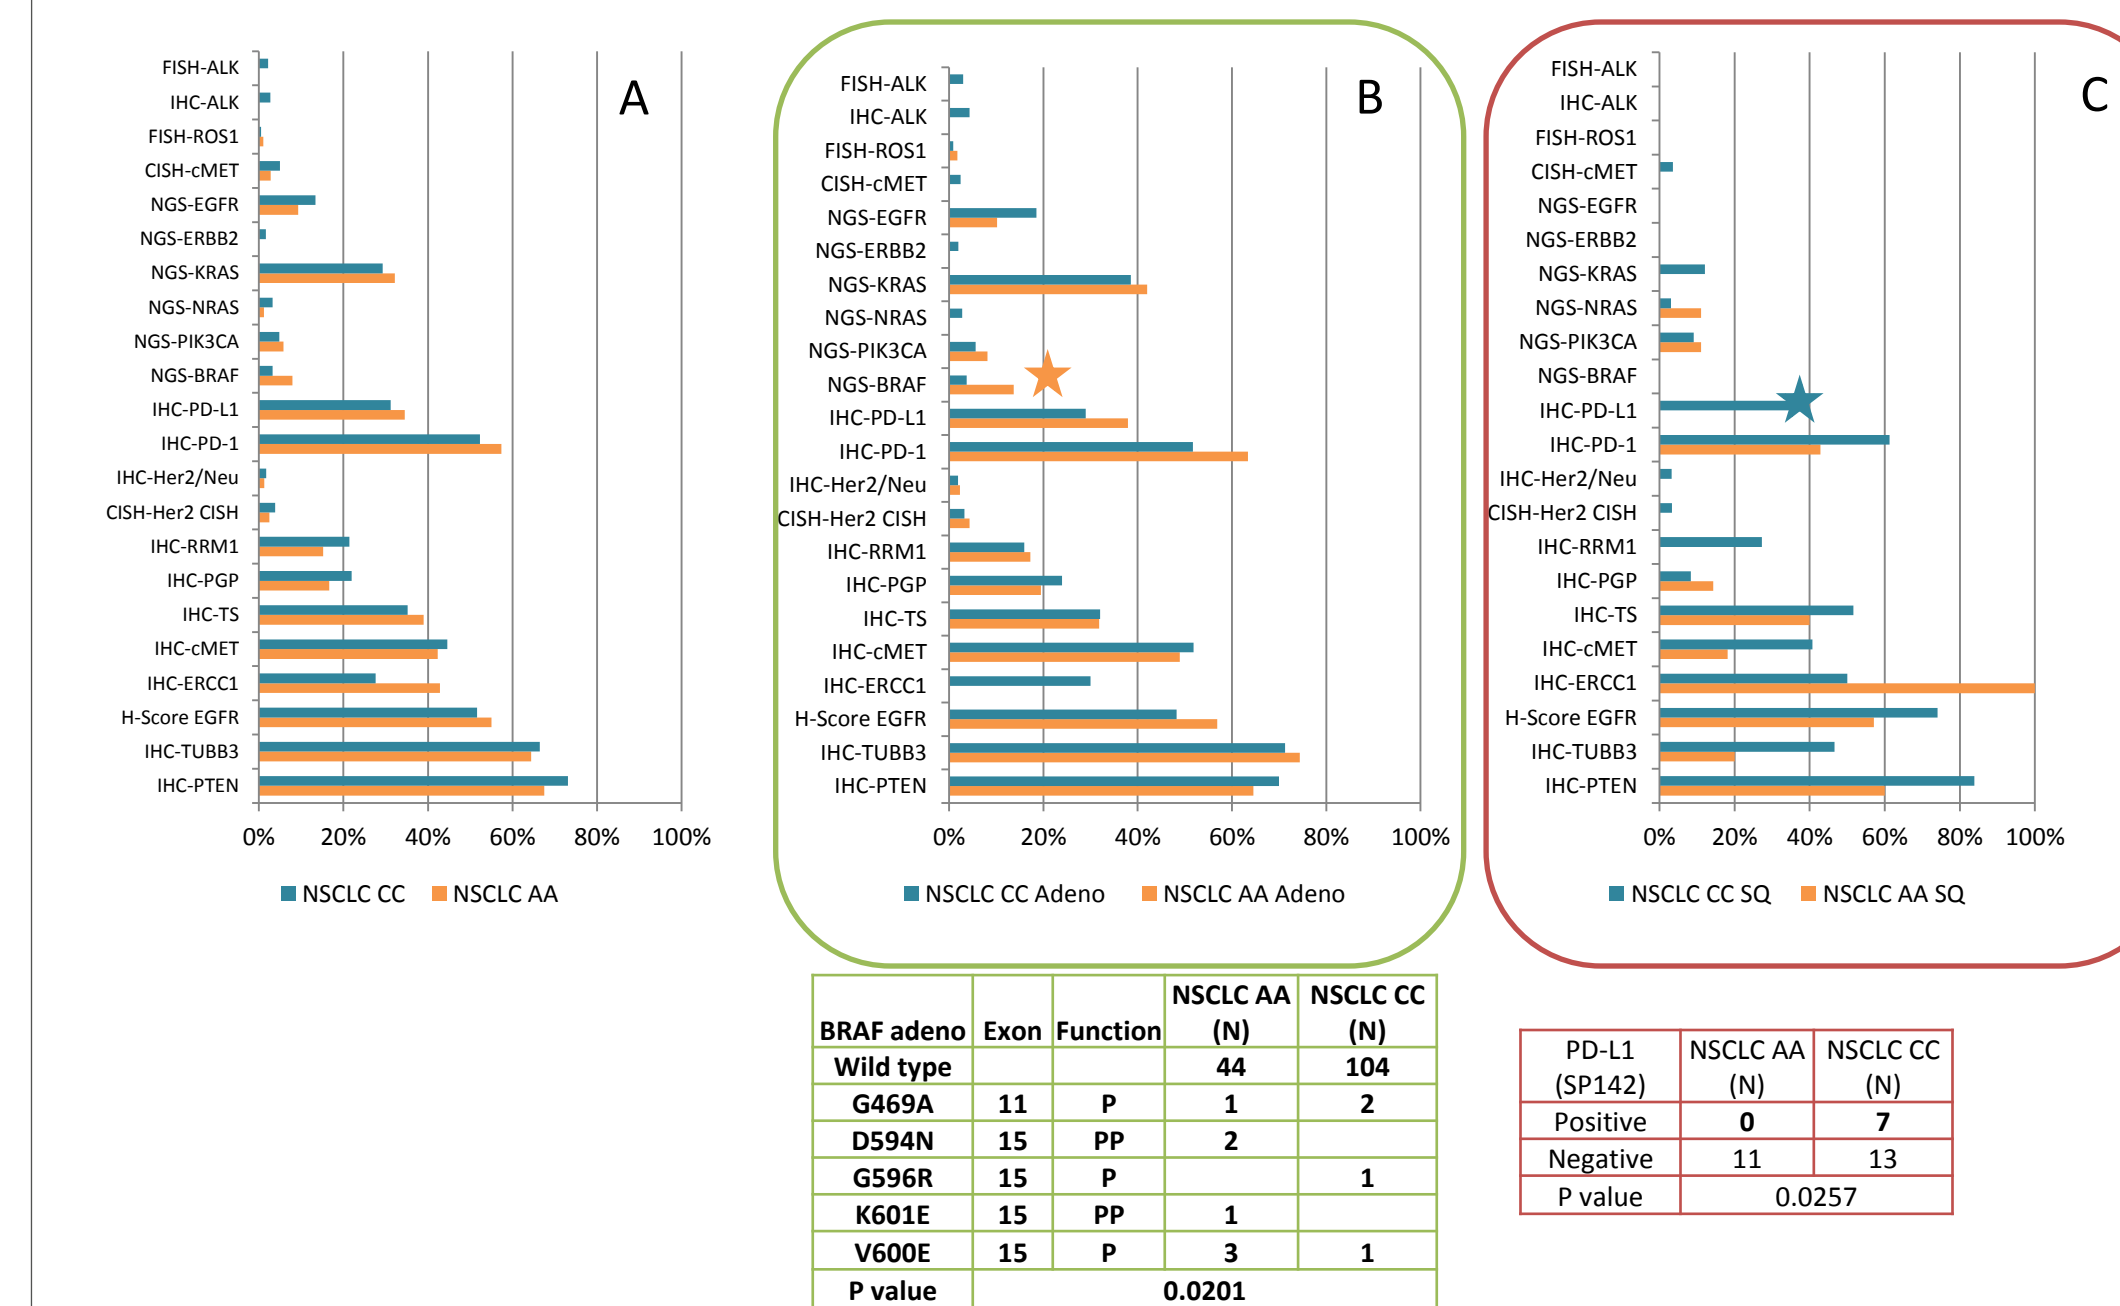 A
FISH-ALK
IHC-ALK
FISH-ROS1
CISH-cMET
NGS-EGFR
NGS-ERBB2
NGS-KRAS
NGS-NRAS
NGS-PIK3CA
NGS-BRAF
IHC-PD-L1
IHC-PD-1
IHC-Her2/Neu
CISH-Her2 CISH
IHC-RRM1
IHC-PGP
IHC-TS
IHC-cMET
IHC-ERCC1
H-Score EGFR
IHC-TUBB3
IHC-PTEN
0% 20% 40% 60% 80% 100%
NSCLC CC NSCLC AA
B
FISH-ALK
IHC-ALK
FISH-ROS1
CISH-cMET
NGS-EGFR
NGS-ERBB2
NGS-KRAS
NGS-NRAS
NGS-PIK3CA
NGS-BRAF
IHC-PD-L1
IHC-PD-1
IHC-Her2/Neu
CISH-Her2 CISH
IHC-RRM1
IHC-PGP
IHC-TS
IHC-cMET
IHC-ERCC1
H-Score EGFR
IHC-TUBB3
IHC-PTEN
0% 20% 40% 60% 80% 100%
NSCLC CC Adeno NSCLC AA Adeno
C
FISH-ALK
IHC-ALK
FISH-ROS1
CISH-cMET
NGS-EGFR
NGS-ERBB2
NGS-KRAS
NGS-NRAS
NGS-PIK3CA
NGS-BRAF
IHC-PD-L1
IHC-PD-1
IHC-Her2/Neu
CISH-Her2 CISH
IHC-RRM1
IHC-PGP
IHC-TS
IHC-cMET
IHC-ERCC1
H-Score EGFR
IHC-TUBB3
IHC-PTEN
0% 20% 40% 60% 80% 100%
NSCLC CC SQ NSCLC AA SQ
NSCLC AA NSCLC CC
BRAF adeno Exon Function (N) (N)
Wild type 44 104
G469A 11 P 1 2
D594N 15 PP 2
G596R 15 P 1
K601E 15 PP 1
V600E 15 P 3 1
P value 0.0201
PD-L1 NSCLC AA NSCLC CC
(SP142) (N) (N)
Positive 0 7
Negative 11 13
P value 0.0257